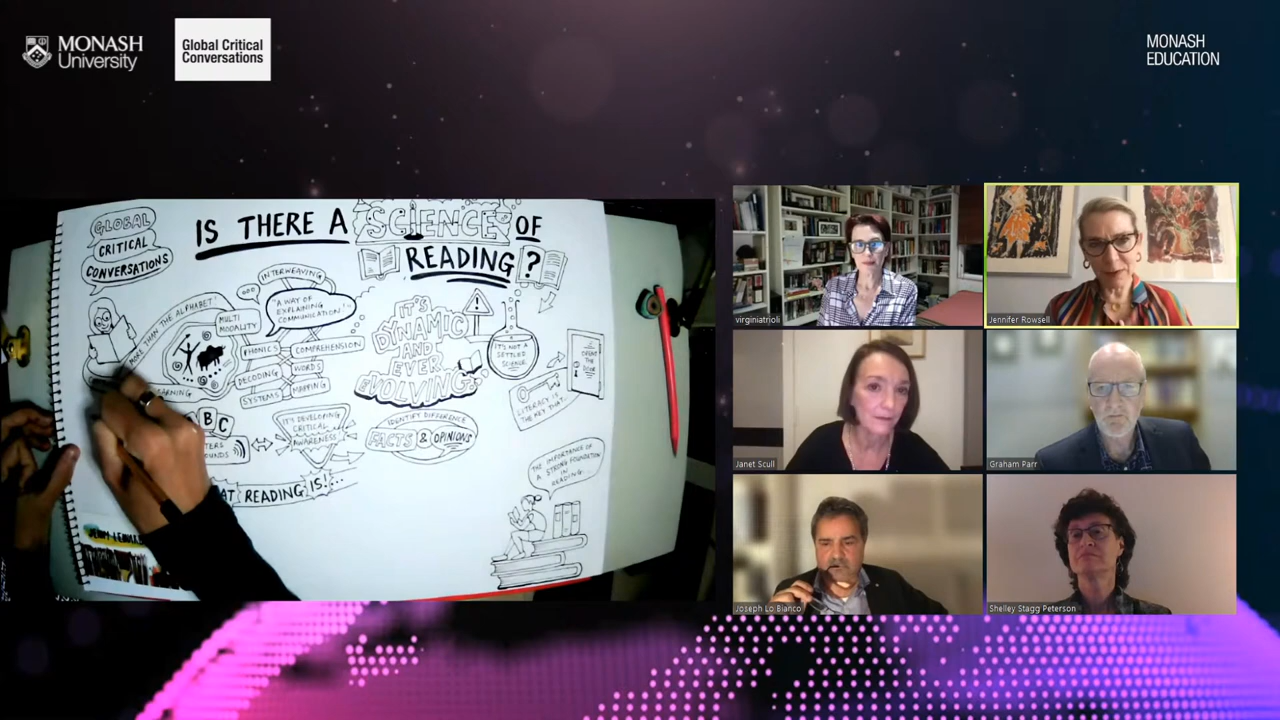 MONASH
University
Global Critical
Conversations
MONASH
EDUCATION
GLOBAL
CRITICAL
CONVERSATIONS
IS THERE A SCIENCE OF
READING?
INTERWEAVING
"A WAY OF
EXPLAINING
COMMUNICATION"
MORE THAN THE ALPHABET!
MULTI
MODALITY
PHONICS
COMPREHENSION
DECODING
WORDS
SYSTEMS
MAPPING
IT'S
DYNAMIC
AND
EVER
EVOLVING
IT'S NOT A
SETTLED
SCIENCE
OPENS
THE
DOOR
LITERACY IS
THE KEY THAT...
BC
IT'S DEVELOPING
CRITICAL
AWARENESS
IDENTIFY DIFFERENCE
FACTS & OPINIONS
THE IMPORTANCE OF
A STRONG FOUNDATION
IN
READING...
READING IS!...
virginiatrioli
Jennifer Rowsell
Janet Scull
Graham Parr
Joseph Lo Bianco
Shelley Stagg Peterson